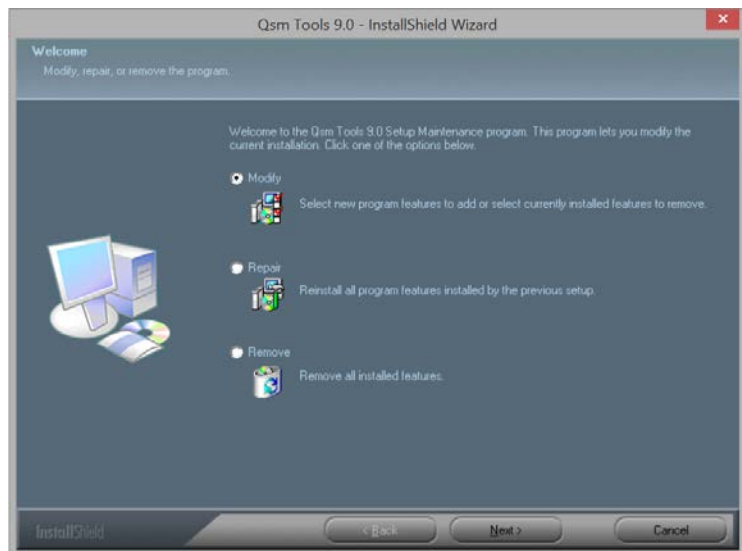 Qsm Tools 9.0 - InstallShield Wizard
Welcome
Modify, repair, or remove the program.
Welcome to the Qsm Tools 9.0 Setup Maintenance program. This program lets you modify the
current installation. Click one of the options below.
Modify
Select new program features to add or select currently installed features to remove.
Repair
Reinstall all program features installed by the previous setup.
Remove
Remove all installed features.
InstallShield
< Back
Next >
Cancel